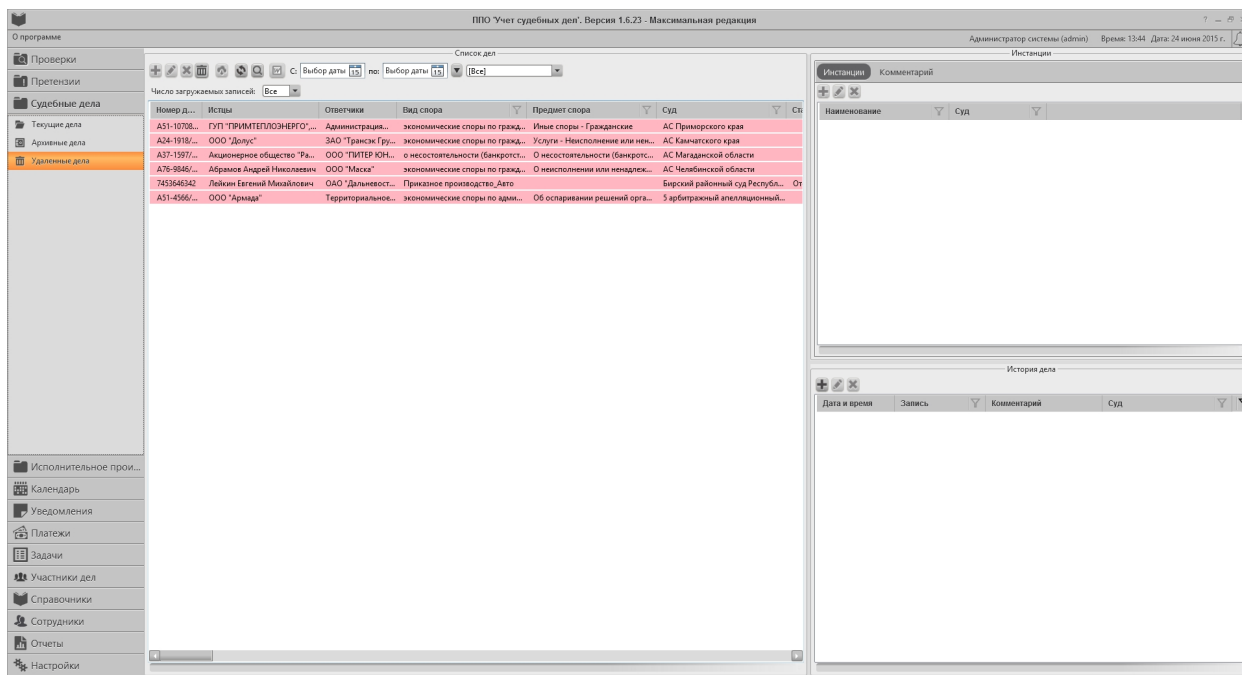 ППО 'Учет судебных дел'. Версия 1.6.23 - Максимальная редакция
О программе
Администратор системы (admin) Время: 13:44 Дата: 24 июня 2015 г.
Проверки
Претензии
Судебные дела
Текущие дела
Архивные дела
Удаленные дела
Исполнительное прои...
Календарь
Уведомления
Платежи
Задачи
Участники дел
Справочники
Сотрудники
Отчеты
Настройки
Список дел
С: Выбор даты 15 по: Выбор даты 15 [Все]
Число загружаемых записей: Все
Номер д... Истцы Ответчики Вид спора Предмет спора Суд Ста
А51-10708... ГУП "ПРИМТЕПЛОЭНЕРГО",... Администрация... экономические споры по гражд... Иные споры - Гражданские АС Приморского края
А24-1918/... ООО "Долус" ЗАО "Трансэк Гру... экономические споры по гражд... Услуги - Неисполнение или нен... АС Камчатского края
А37-1597/... Акционерное общество "Ра... ООО "ПИТЕР ЮН... о несостоятельности (банкротст... О несостоятельности (банкротс... АС Магаданской области
А76-9846/... Абрамов Андрей Николаевич ООО "Маска" экономические споры по гражд... О неисполнении или ненадлеж... АС Челябинской области
7453646342 Лейкин Евгений Михайлович ОАО "Дальневост... Приказное производство_Авто Бирский районный суд Республ... От
А51-4566/... ООО "Армада" Территориальное... экономические споры по адми... Об оспаривании решений орга... 5 арбитражный апелляционный...
Инстанции
Инстанции Комментарий
Наименование Суд
История дела
Дата и время Запись Комментарий Суд